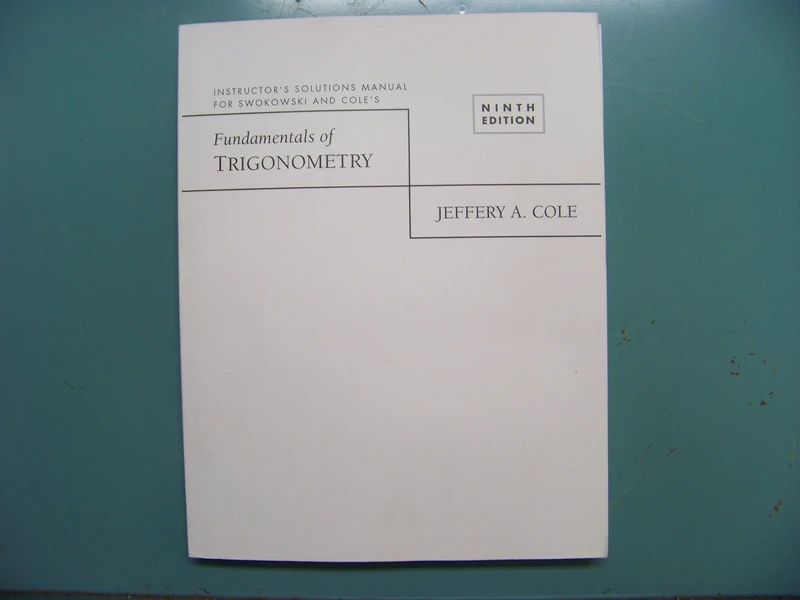 INSTRUCTOR'S SOLUTIONS MANUAL
FOR SWOKOWSKI AND COLE'S
Fundamentals of
TRIGONOMETRY
NINTH
EDITION
JEFFERY A. COLE